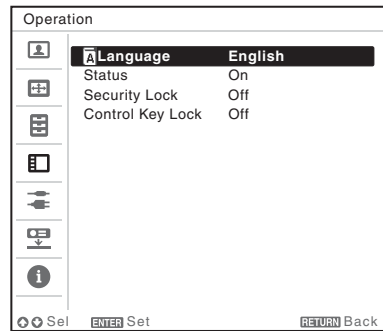 Operation
A Language English
Status On
Security Lock Off
Control Key Lock Off
Sel ENTER Set RETURN Back